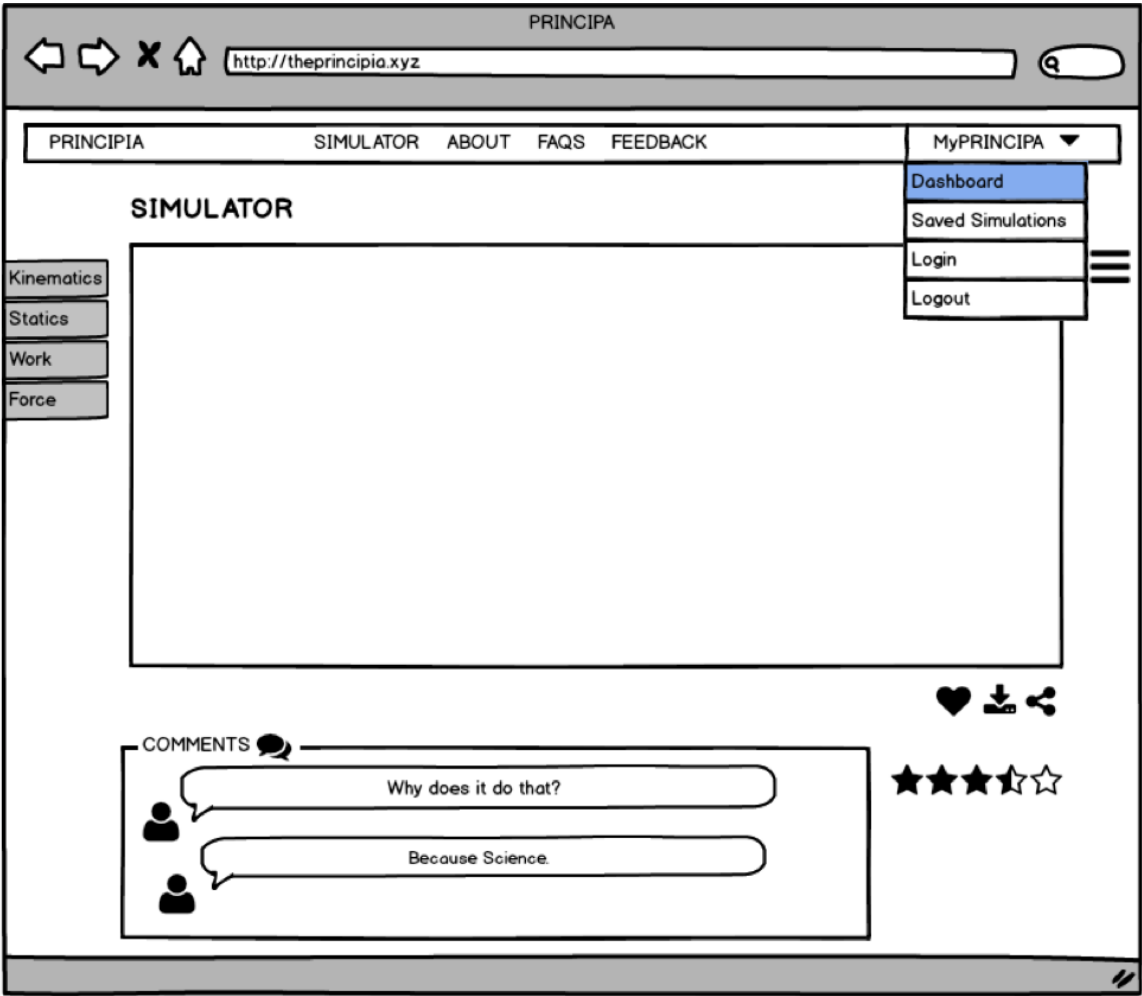 PRINCIPA
http://theprincipia.xyz
PRINCIPIA SIMULATOR ABOUT FAQS FEEDBACK MyPRINCIPA
Dashboard
Saved Simulations
Login
Logout
SIMULATOR
Kinematics
Statics
Work
Force
COMMENTS
Why does it do that?
Because Science.